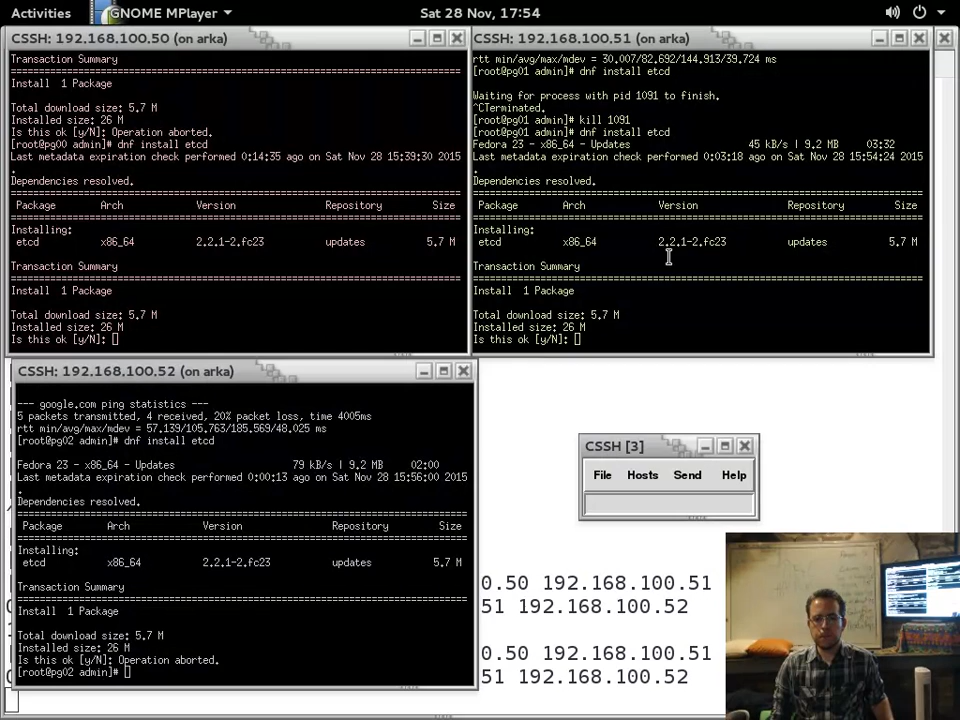 Activities GNOME MPlayer Sat 28 Nov, 17:54
CSSH: 192.168.100.50 (on arka)
Transaction Summary
Install 1 Package
Total download size: 5.7 M
Installed size: 26 M
Is this ok [y/N]: Operation aborted.
[root@pg00 admin]# dnf install etcd
Last metadata expiration check performed 0:14:35 ago on Sat Nov 28 15:39:30 2015
.
Dependencies resolved.
Package Arch Version Repository Size
Installing:
etcd x86_64 2.2.1-2.fc23 updates 5.7 M
Transaction Summary
Install 1 Package
Total download size: 5.7 M
Installed size: 26 M
Is this ok [y/N]:
CSSH: 192.168.100.51 (on arka)
rtt min/avg/max/mdev = 30.007/82.692/144.913/39.724 ms
[root@pg01 admin]# dnf install etcd
Waiting for process with pid 1091 to finish.
^CTerminated.
[root@pg01 admin]# kill 1091
[root@pg01 admin]# dnf install etcd
Fedora 23 - x86_64 - Updates 45 kB/s | 9.2 MB 03:32
Last metadata expiration check performed 0:03:18 ago on Sat Nov 28 15:54:24 2015
.
Dependencies resolved.
Package Arch Version Repository Size
Installing:
etcd x86_64 2.2.1-2.fc23 updates 5.7 M
Transaction Summary
Install 1 Package
Total download size: 5.7 M
Installed size: 26 M
Is this ok [y/N]:
CSSH: 192.168.100.52 (on arka)
--- google.com ping statistics ---
5 packets transmitted, 4 received, 20% packet loss, time 4005ms
rtt min/avg/max/mdev = 57.139/105.763/185.569/48.025 ms
[root@pg02 admin]# dnf install etcd
Fedora 23 - x86_64 - Updates 79 kB/s | 9.2 MB 02:00
Last metadata expiration check performed 0:00:13 ago on Sat Nov 28 15:56:00 2015
.
Dependencies resolved.
Package Arch Version Repository Size
Installing:
etcd x86_64 2.2.1-2.fc23 updates 5.7 M
Transaction Summary
Install 1 Package
Total download size: 5.7 M
Installed size: 26 M
Is this ok [y/N]: Operation aborted.
[root@pg02 admin]#
CSSH [3]
File Hosts Send Help
0.50 192.168.100.51
51 192.168.100.52
0.50 192.168.100.51
51 192.168.100.52